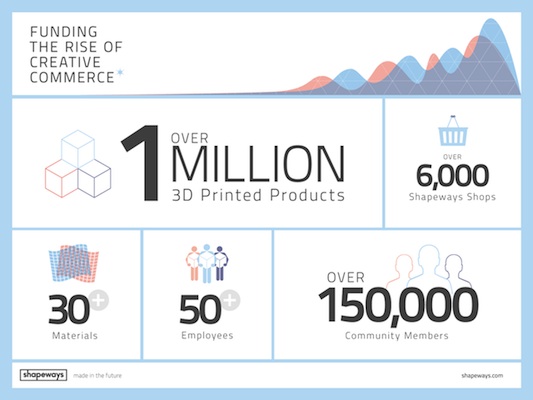 FUNDING
THE RISE OF
CREATIVE
COMMERCE*
OVER
1 MILLION
3D Printed Products
OVER
6,000
Shapeways Shops
30+
Materials
50+
Employees
OVER
150,000
Community Members
shapeways made in the future
shapeways.com